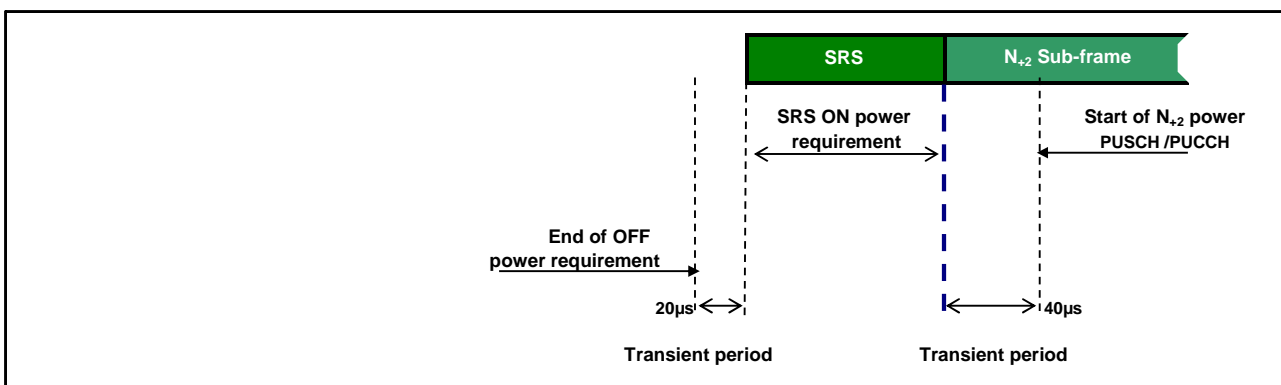 SRS
N+2 Sub-frame
SRS ON power
requirement
Start of N+2 power
PUSCH /PUCCH
End of OFF
power requirement
20µs
40µs
Transient period
Transient period